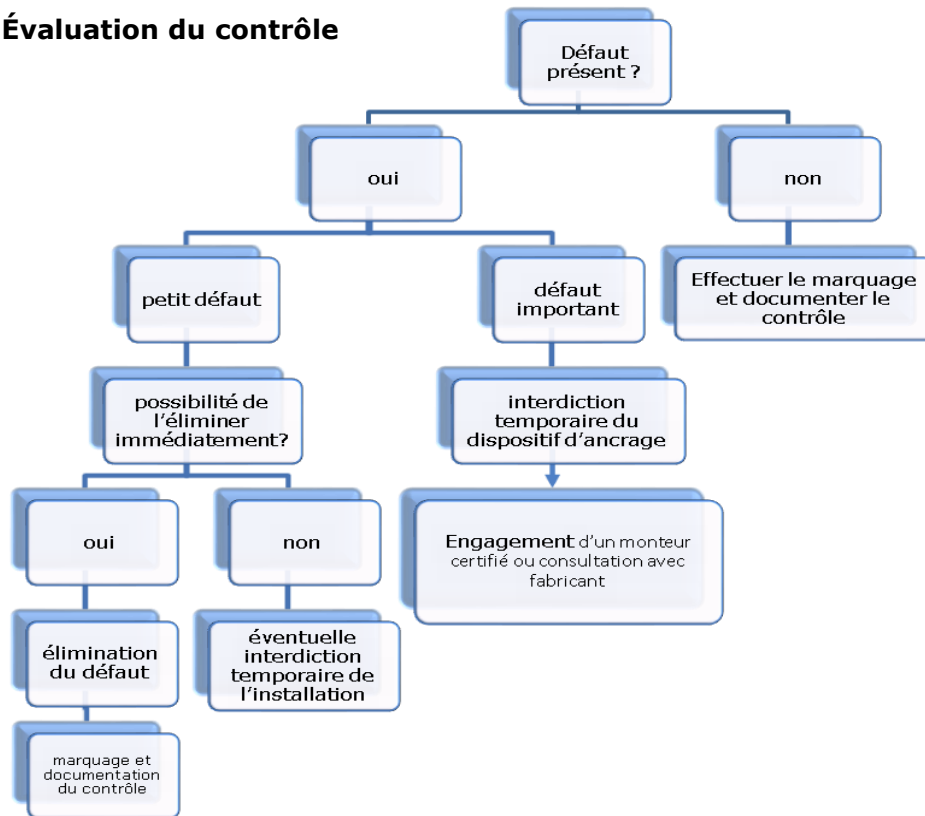 Évaluation du contrôle
Défaut
présent ?
oui
non
petit défaut
défaut
important
Effectuer le marquage
et documenter le
contrôle
possibilité de
l'éliminer
immédiatement?
interdiction
temporaire du
dispositif d'ancrage
oui
non
Engagement d'un monteur
certifié ou consultation avec
fabricant
élimination
du défaut
éventuelle
interdiction
temporaire de
l'installation
marquage et
documentation
du contrôle